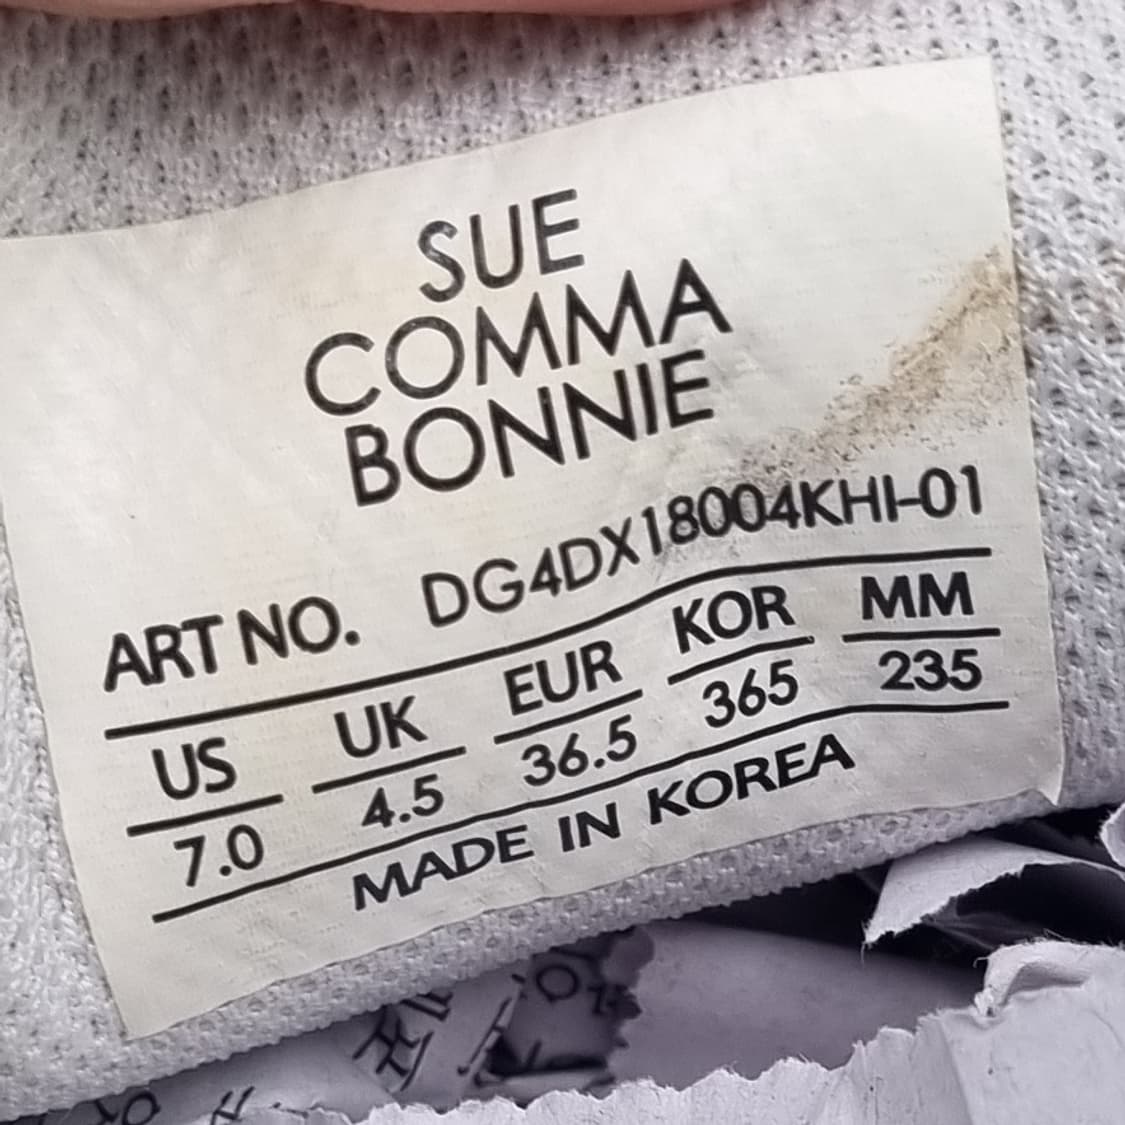 SUE
COMMA
BONNIE
ART NO. DG4DX18004KHI-01
US UK EUR KOR MM
7.0 4.5 36.5 365 235
MADE IN KOREA